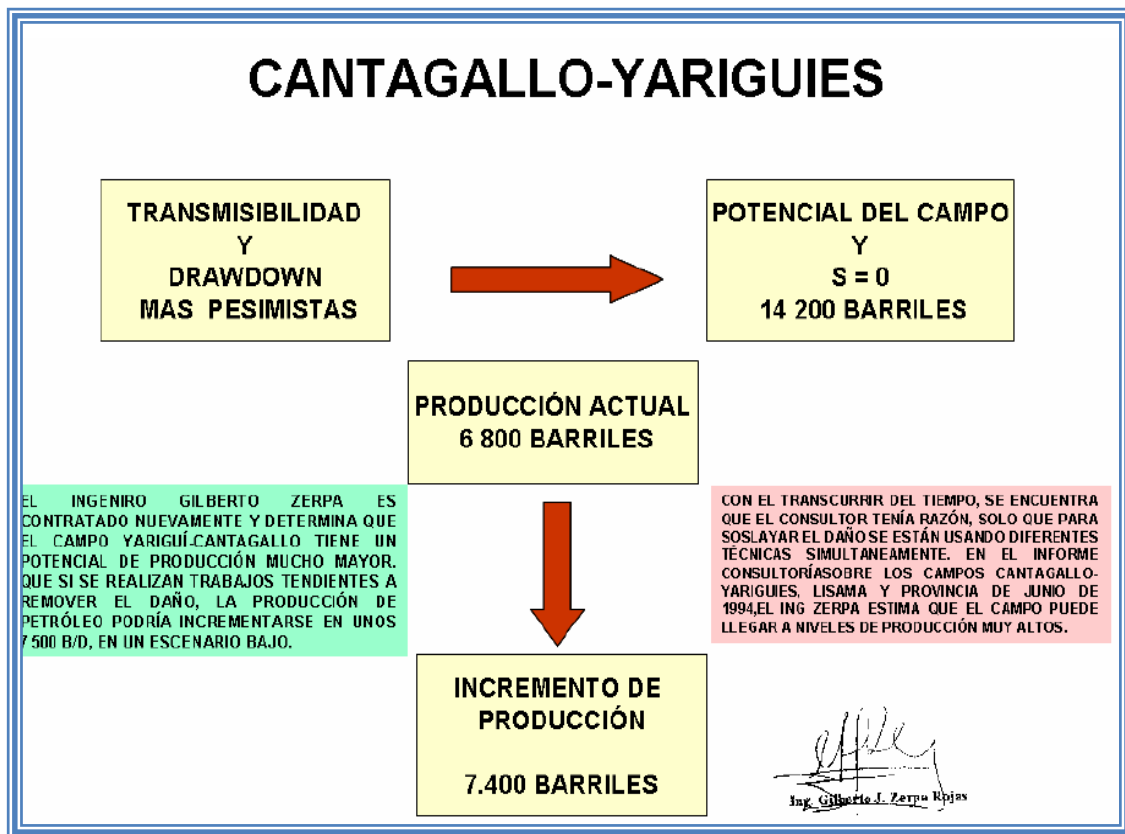 CANTAGALLO-YARIGUIES
TRANSMISIBILIDAD
Y
DRAWDOWN
MAS PESIMISTAS
POTENCIAL DEL CAMPO
Y
S = 0
14 200 BARRILES
PRODUCCIÓN ACTUAL
6 800 BARRILES
EL INGENIRO GILBERTO ZERPA ES
CONTRATADO NUEVAMENTE Y DETERMINA QUE
EL CAMPO YARIGUÍ-CANTAGALLO TIENE UN
POTENCIAL DE PRODUCCIÓN MUCHO MAYOR.
QUE SI SE REALIZAN TRABAJOS TENDIENTES A
REMOVER EL DAÑO, LA PRODUCCIÓN DE
PETRÓLEO PODRÍA INCREMENTARSE EN UNOS
7 500 B/D, EN UN ESCENARIO BAJO.
CON EL TRANSCURRIR DEL TIEMPO, SE ENCUENTRA
QUE EL CONSULTOR TENÍA RAZÓN, SOLO QUE PARA
SOSLAYAR EL DAÑO SE ESTÁN USANDO DIFERENTES
TÉCNICAS SIMULTANEAMENTE. EN EL INFORME
CONSULTORÍASOBRE LOS CAMPOS CANTAGALLO-
YARIGUIES, LISAMA Y PROVINCIA DE JUNIO DE
1994,EL ING ZERPA ESTIMA QUE EL CAMPO PUEDE
LLEGAR A NIVELES DE PRODUCCIÓN MUY ALTOS.
INCREMENTO DE
PRODUCCIÓN
7.400 BARRILES
Ing. Gilberto J. Zerpa Rojas